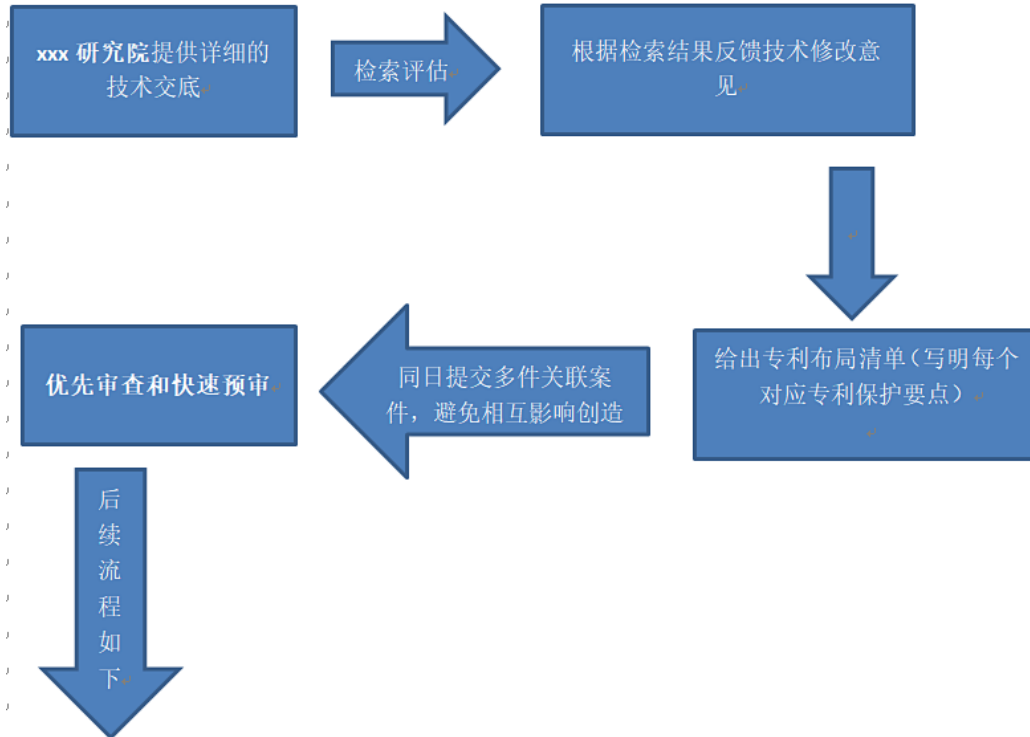 xxx 研究院提供详细的
技术交底
检索评估
根据检索结果反馈技术修改意
见
给出专利布局清单（写明每个
对应专利保护要点）
同日提交多件关联案
件，避免相互影响创造
优先审查和快速预审
后
续
流
程
如
下